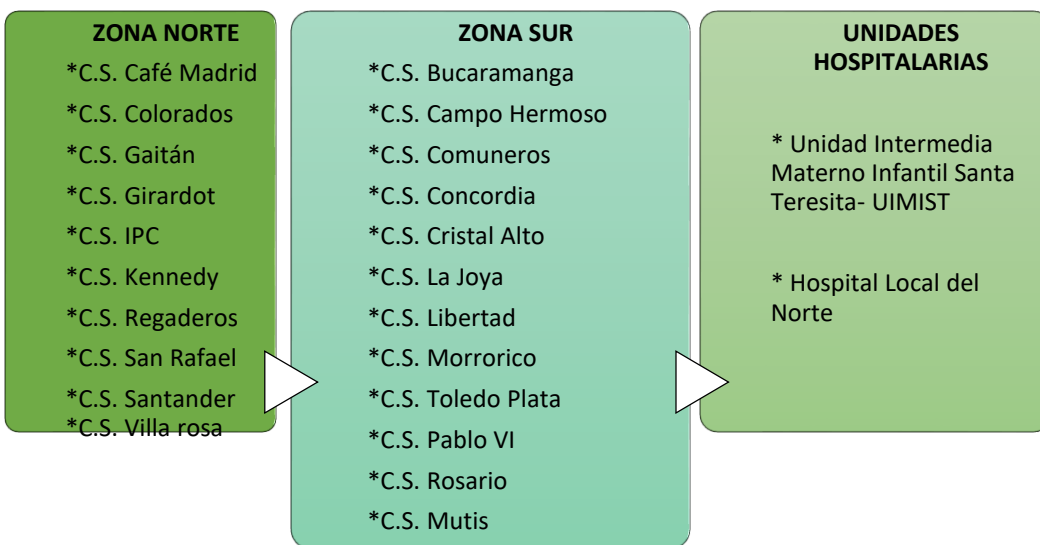 ZONA NORTE
*C.S. Café Madrid
*C.S. Colorados
*C.S. Gaitán
*C.S. Girardot
*C.S. IPC
*C.S. Kennedy
*C.S. Regaderos
*C.S. San Rafael
*C.S. Santander
*C.S. Villa rosa
ZONA SUR
*C.S. Bucaramanga
*C.S. Campo Hermoso
*C.S. Comuneros
*C.S. Concordia
*C.S. Cristal Alto
*C.S. La Joya
*C.S. Libertad
*C.S. Morrorico
*C.S. Toledo Plata
*C.S. Pablo VI
*C.S. Rosario
*C.S. Mutis
UNIDADES
HOSPITALARIAS
* Unidad Intermedia
Materno Infantil Santa
Teresita- UIMIST
* Hospital Local del
Norte